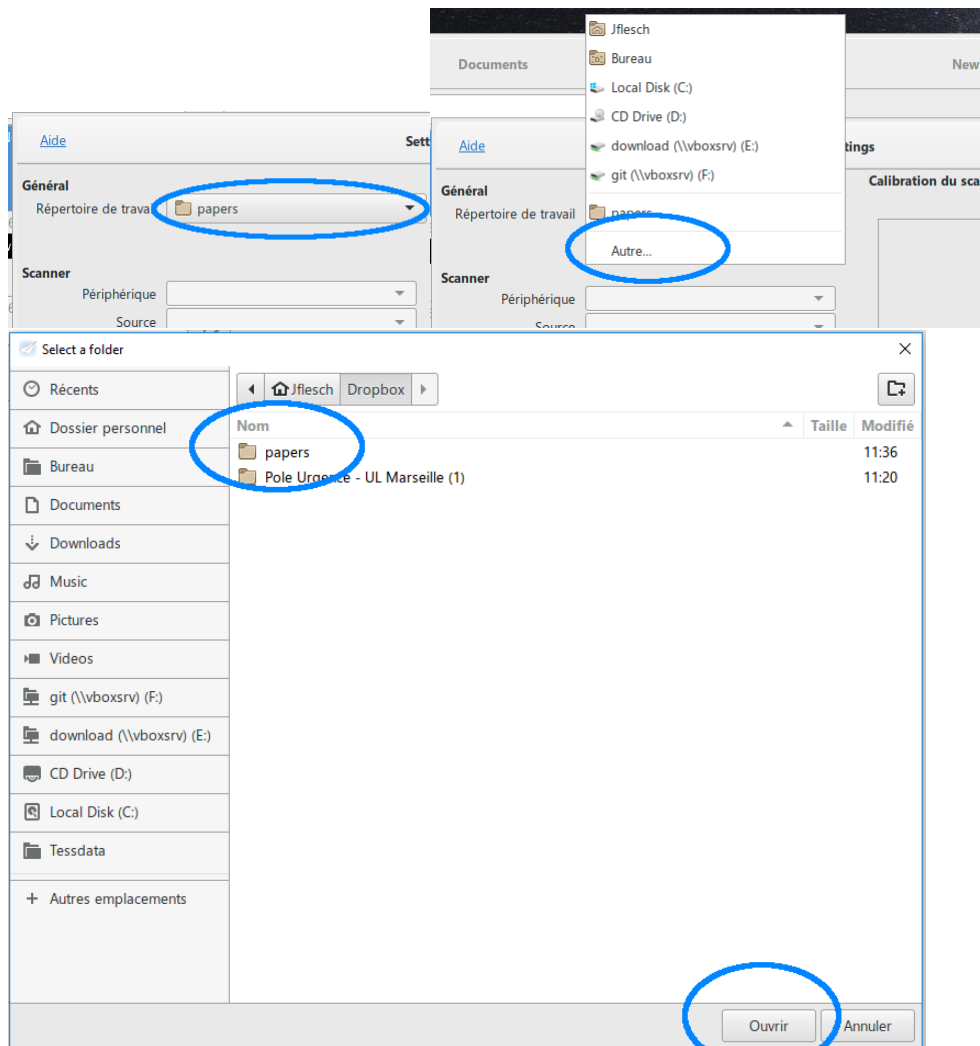 Aide
Sett
Général
Répertoire de travail
papers
Scanner
Périphérique
Source
Jflesch
Bureau
Local Disk (C:)
CD Drive (D:)
download (\\vboxsrv) (E:)
git (\\vboxsrv) (F:)
papers
Autre...
Documents
New
Aide
tings
Général
Calibration du sca
Répertoire de travail
Scanner
Périphérique
Source
Select a folder
Récents
Dossier personnel
Bureau
Documents
Downloads
Music
Pictures
Videos
git (\\vboxsrv) (F:)
download (\\vboxsrv) (E:)
CD Drive (D:)
Local Disk (C:)
Tessdata
Autres emplacements
Jflesch Dropbox
Nom Taille Modifié
papers 11:36
Pole Urgence - UL Marseille (1) 11:20
Ouvrir Annuler